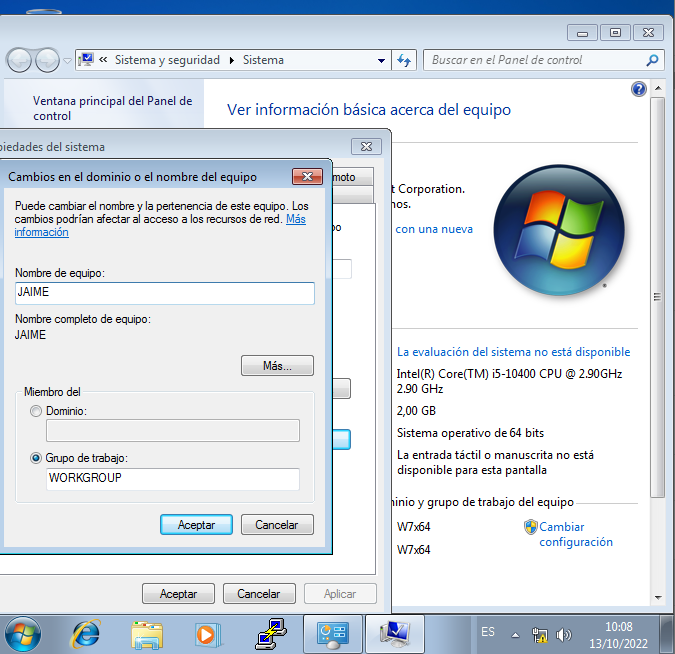 Sistema y seguridad
Sistema
Buscar en el Panel de control
Ventana principal del Panel de
control
Ver información básica acerca del equipo
piedades del sistema
Cambios en el dominio o el nombre del equipo
moto
Puede cambiar el nombre y la pertenencia de este equipo. Los
cambios podrían afectar al acceso a los recursos de red. Más
información
Nombre de equipo:
JAIME
Nombre completo de equipo:
JAIME
Más...
Miembro del
Dominio:
Grupo de trabajo:
WORKGROUP
Aceptar
Cancelar
t Corporation.
hos.
po
con una nueva
La evaluación del sistema no está disponible
Intel(R) Core(TM) i5-10400 CPU @ 2.90GHz
2.90 GHz
2,00 GB
Sistema operativo de 64 bits
La entrada táctil o manuscrita no está
disponible para esta pantalla
inio y grupo de trabajo del equipo
W7x64
Cambiar
configuración
W7x64
Aceptar
Cancelar
Aplicar
ES
10:08
13/10/2022